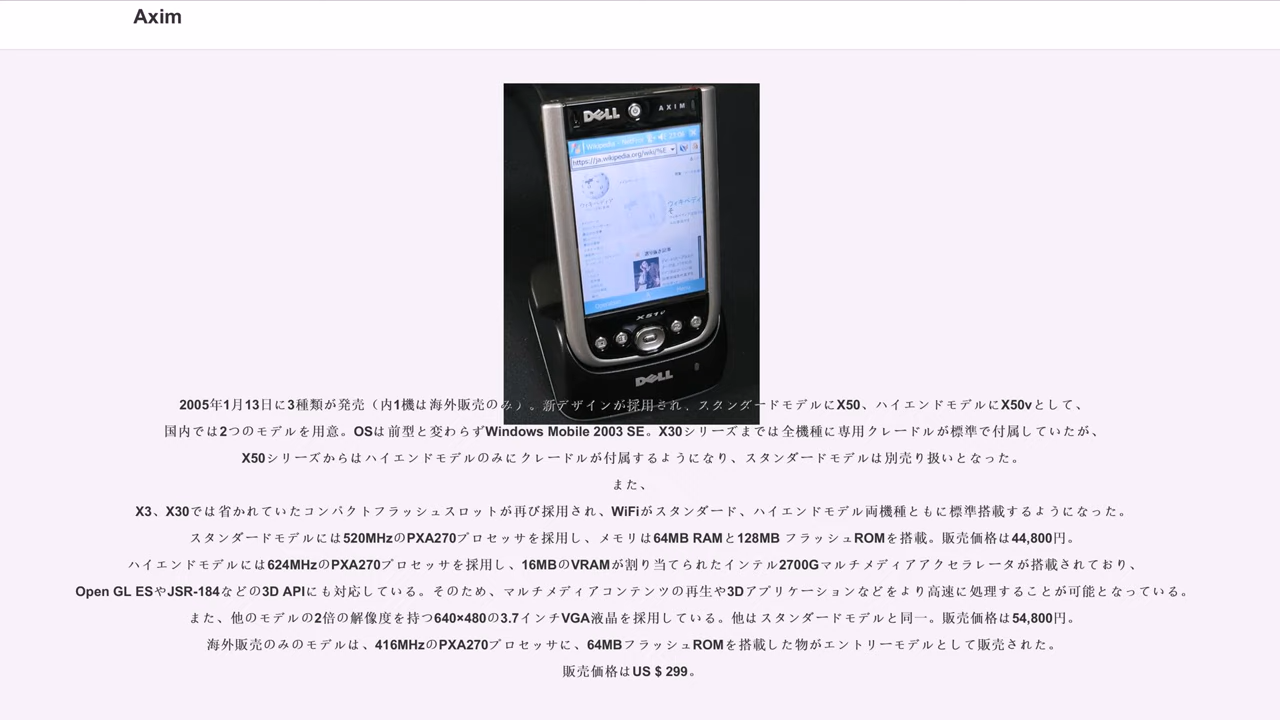 Axim
DELL AXIM
https://ja.wikipedia.org/wiki/%E
X51v
DELL
2005年1月13日に3種類が発売（内1機は海外販売のみ）。新デザインが採用され、スタンダードモデルにX50、ハイエンドモデルにX50vとして、
国内では2つのモデルを用意。OSは前型と変わらずWindows Mobile 2003 SE。X30シリーズまでは全機種に専用クレードルが標準で付属していたが、
X50シリーズからはハイエンドモデルのみにクレードルが付属するようになり、スタンダードモデルは別売り扱いとなった。
また、
X3、X30では省かれていたコンパクトフラッシュスロットが再び採用され、WiFiがスタンダード、ハイエンドモデル両機種ともに標準搭載するようになった。
スタンダードモデルには520MHzのPXA270プロセッサを採用し、メモリは64MB RAMと128MB フラッシュROMを搭載。販売価格は44,800円。
ハイエンドモデルには624MHzのPXA270プロセッサを採用し、16MBのVRAMが割り当てられたインテル2700Gマルチメディアアクセラレータが搭載されており、
Open GL ESやJSR-184などの3D APIにも対応している。そのため、マルチメディアコンテンツの再生や3Dアプリケーションなどをより高速に処理することが可能となっている。
また、他のモデルの2倍の解像度を持つ640×480の3.7インチVGA液晶を採用している。他はスタンダードモデルと同一。販売価格は54,800円。
海外販売のみのモデルは、416MHzのPXA270プロセッサに、64MBフラッシュROMを搭載した物がエントリーモデルとして販売された。
販売価格はUS $ 299。